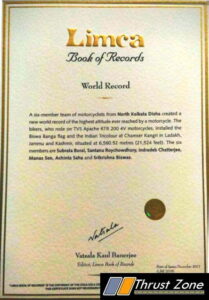 Limca
Book of Records
World Record
A six-member team of motorcyclists from North Kolkata Disha created a
new world record of the highest altitude ever reached by a motorcycle. The
bikers, who rode on TVS Apache RTR 200 4V motorcycles, installed the
Biswa Bangla flag and the Indian Tricolour at Chamser Kangri in Ladakh,
Jammu and Kashmir, situated at 6,560.52 metres (21,524 feet). The six
members are Subrata Boral, Santanu Roychowdhury, Indradeb Chatterjee,
Manas Sen, Achinta Saha and Srikrishna Biswas.
Vatsala
Vatsala Kaul Banerjee
Editor, Limca Book of Records
Thrust Zone